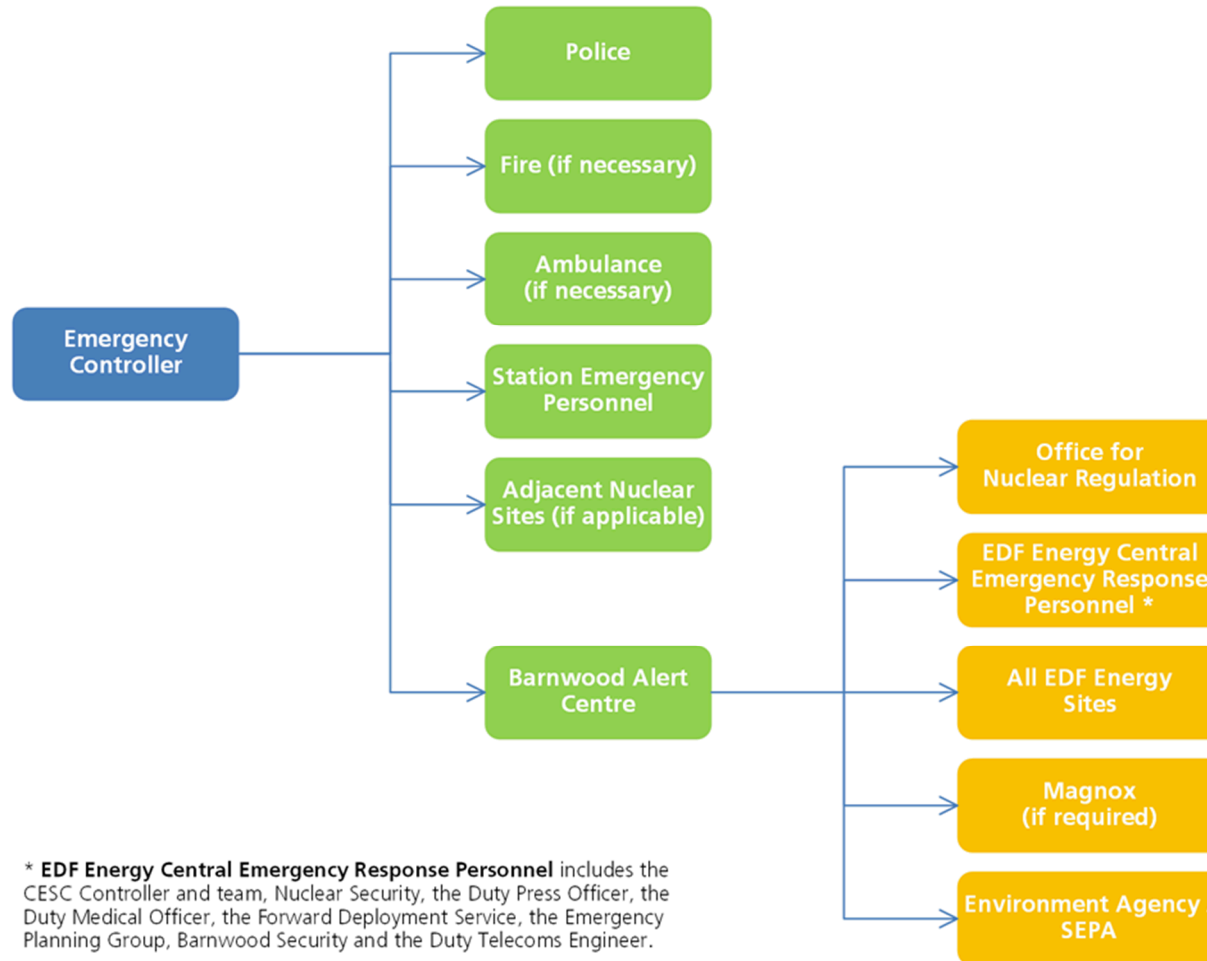 Police
Fire (if necessary)
Ambulance
(if necessary)
Emergency
Controller
Station Emergency
Personnel
Adjacent Nuclear
Sites (if applicable)
Barnwood Alert
Centre
Office for
Nuclear Regulation
EDF Energy Central
Emergency Response
Personnel *
All EDF Energy
Sites
Magnox
(if required)
Environment Agency
SEPA
* EDF Energy Central Emergency Response Personnel includes the
CESC Controller and team, Nuclear Security, the Duty Press Officer, the
Duty Medical Officer, the Forward Deployment Service, the Emergency
Planning Group, Barnwood Security and the Duty Telecoms Engineer.